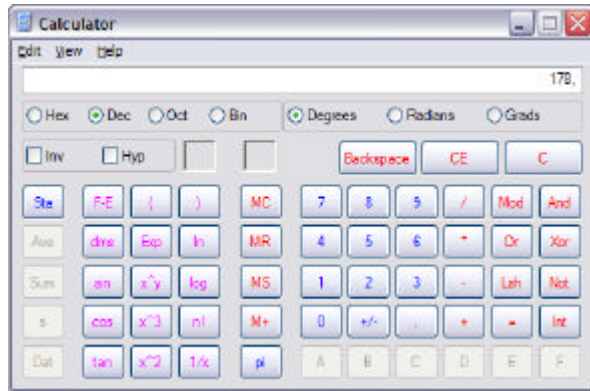 Calculator
Edit View Help
178,
Hex Dec Oct Bin Degrees Radians Grads
Inv Hyp Backspace CE C
Sta F-E ( ) MC 7 8 9 / Mod And
Ave dms Exp ln MR 4 5 6 * Or Xor
Sum sin x^y log MS 1 2 3 - Lsh Not
s cos x^3 n! M+ 0 +/- , + = Int
Dat tan x^2 1/x pi A B C D E F